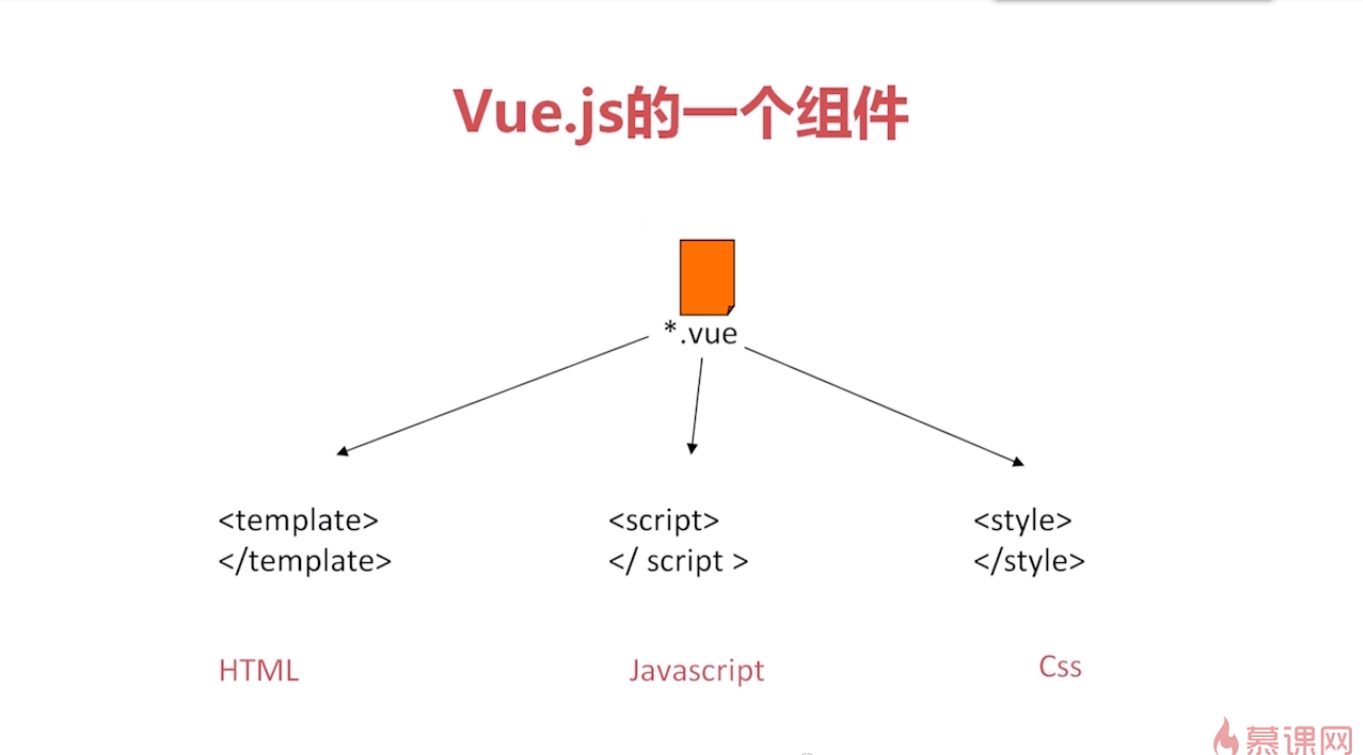 Vue.js的一个组件
*.vue
<template>
</template>
<script>
</ script >
<style>
</style>
HTML
Javascript
Css
慕课网